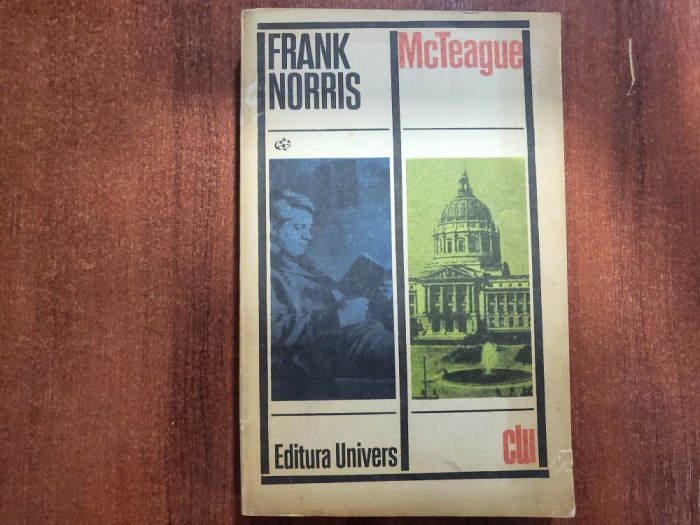 FRANK
NORRIS
McTeague
Editura Univers
clu